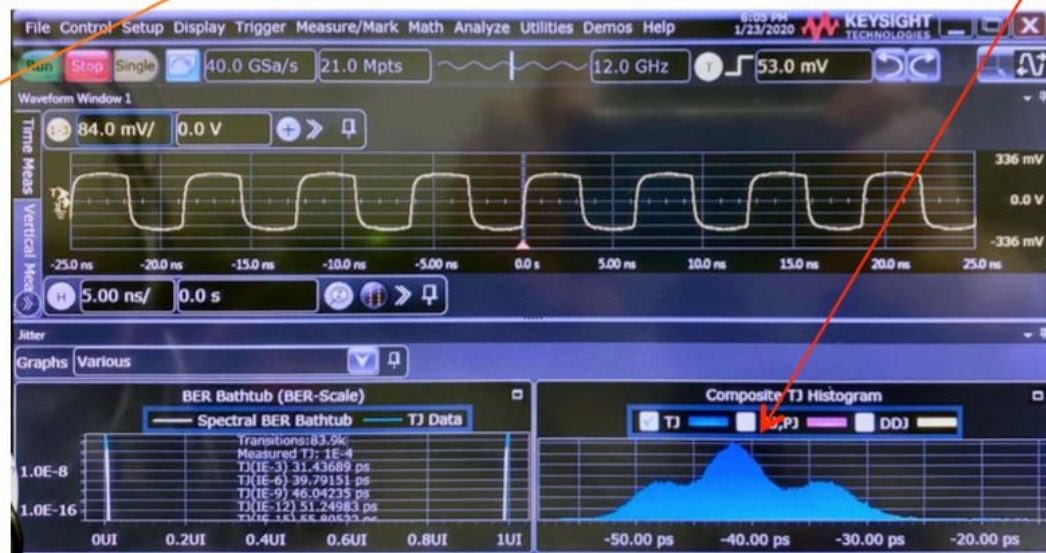 File Control Setup Display Trigger Measure/Mark Math Analyze Utilities Demos Help
6:05 PM
1/23/2020
KEYSIGHT
TECHNOLOGIES
Run Stop Single 40.0 GSa/s 21.0 Mpts 12.0 GHz T 53.0 mV
Waveform Window 1
84.0 mV/ 0.0 V
Time Meas
Vertical Mea
336 mV
0.0 V
-336 mV
-25.0 ns -20.0 ns -15.0 ns -10.0 ns -5.00 ns 0.0 s 5.00 ns 10.0 ns 15.0 ns 20.0 ns 25.0 ns
H 5.00 ns/ 0.0 s
Jitter
Graphs Various
BER Bathtub (BER-Scale)
Spectral BER Bathtub TJ Data
Transitions:83.9k
Measured TJ: 1E-4
TJ(1E-3) 31.43689 ps
TJ(1E-6) 39.79151 ps
TJ(1E-9) 46.04235 ps
TJ(1E-12) 51.24983 ps
TJ(1E-15) 55.80522 ps
1.0E-8
1.0E-16
0UI 0.2UI 0.4UI 0.6UI 0.8UI 1UI
Composite TJ Histogram
TJ PJ DDJ
-50.00 ps -40.00 ps -30.00 ps -20.00 ps